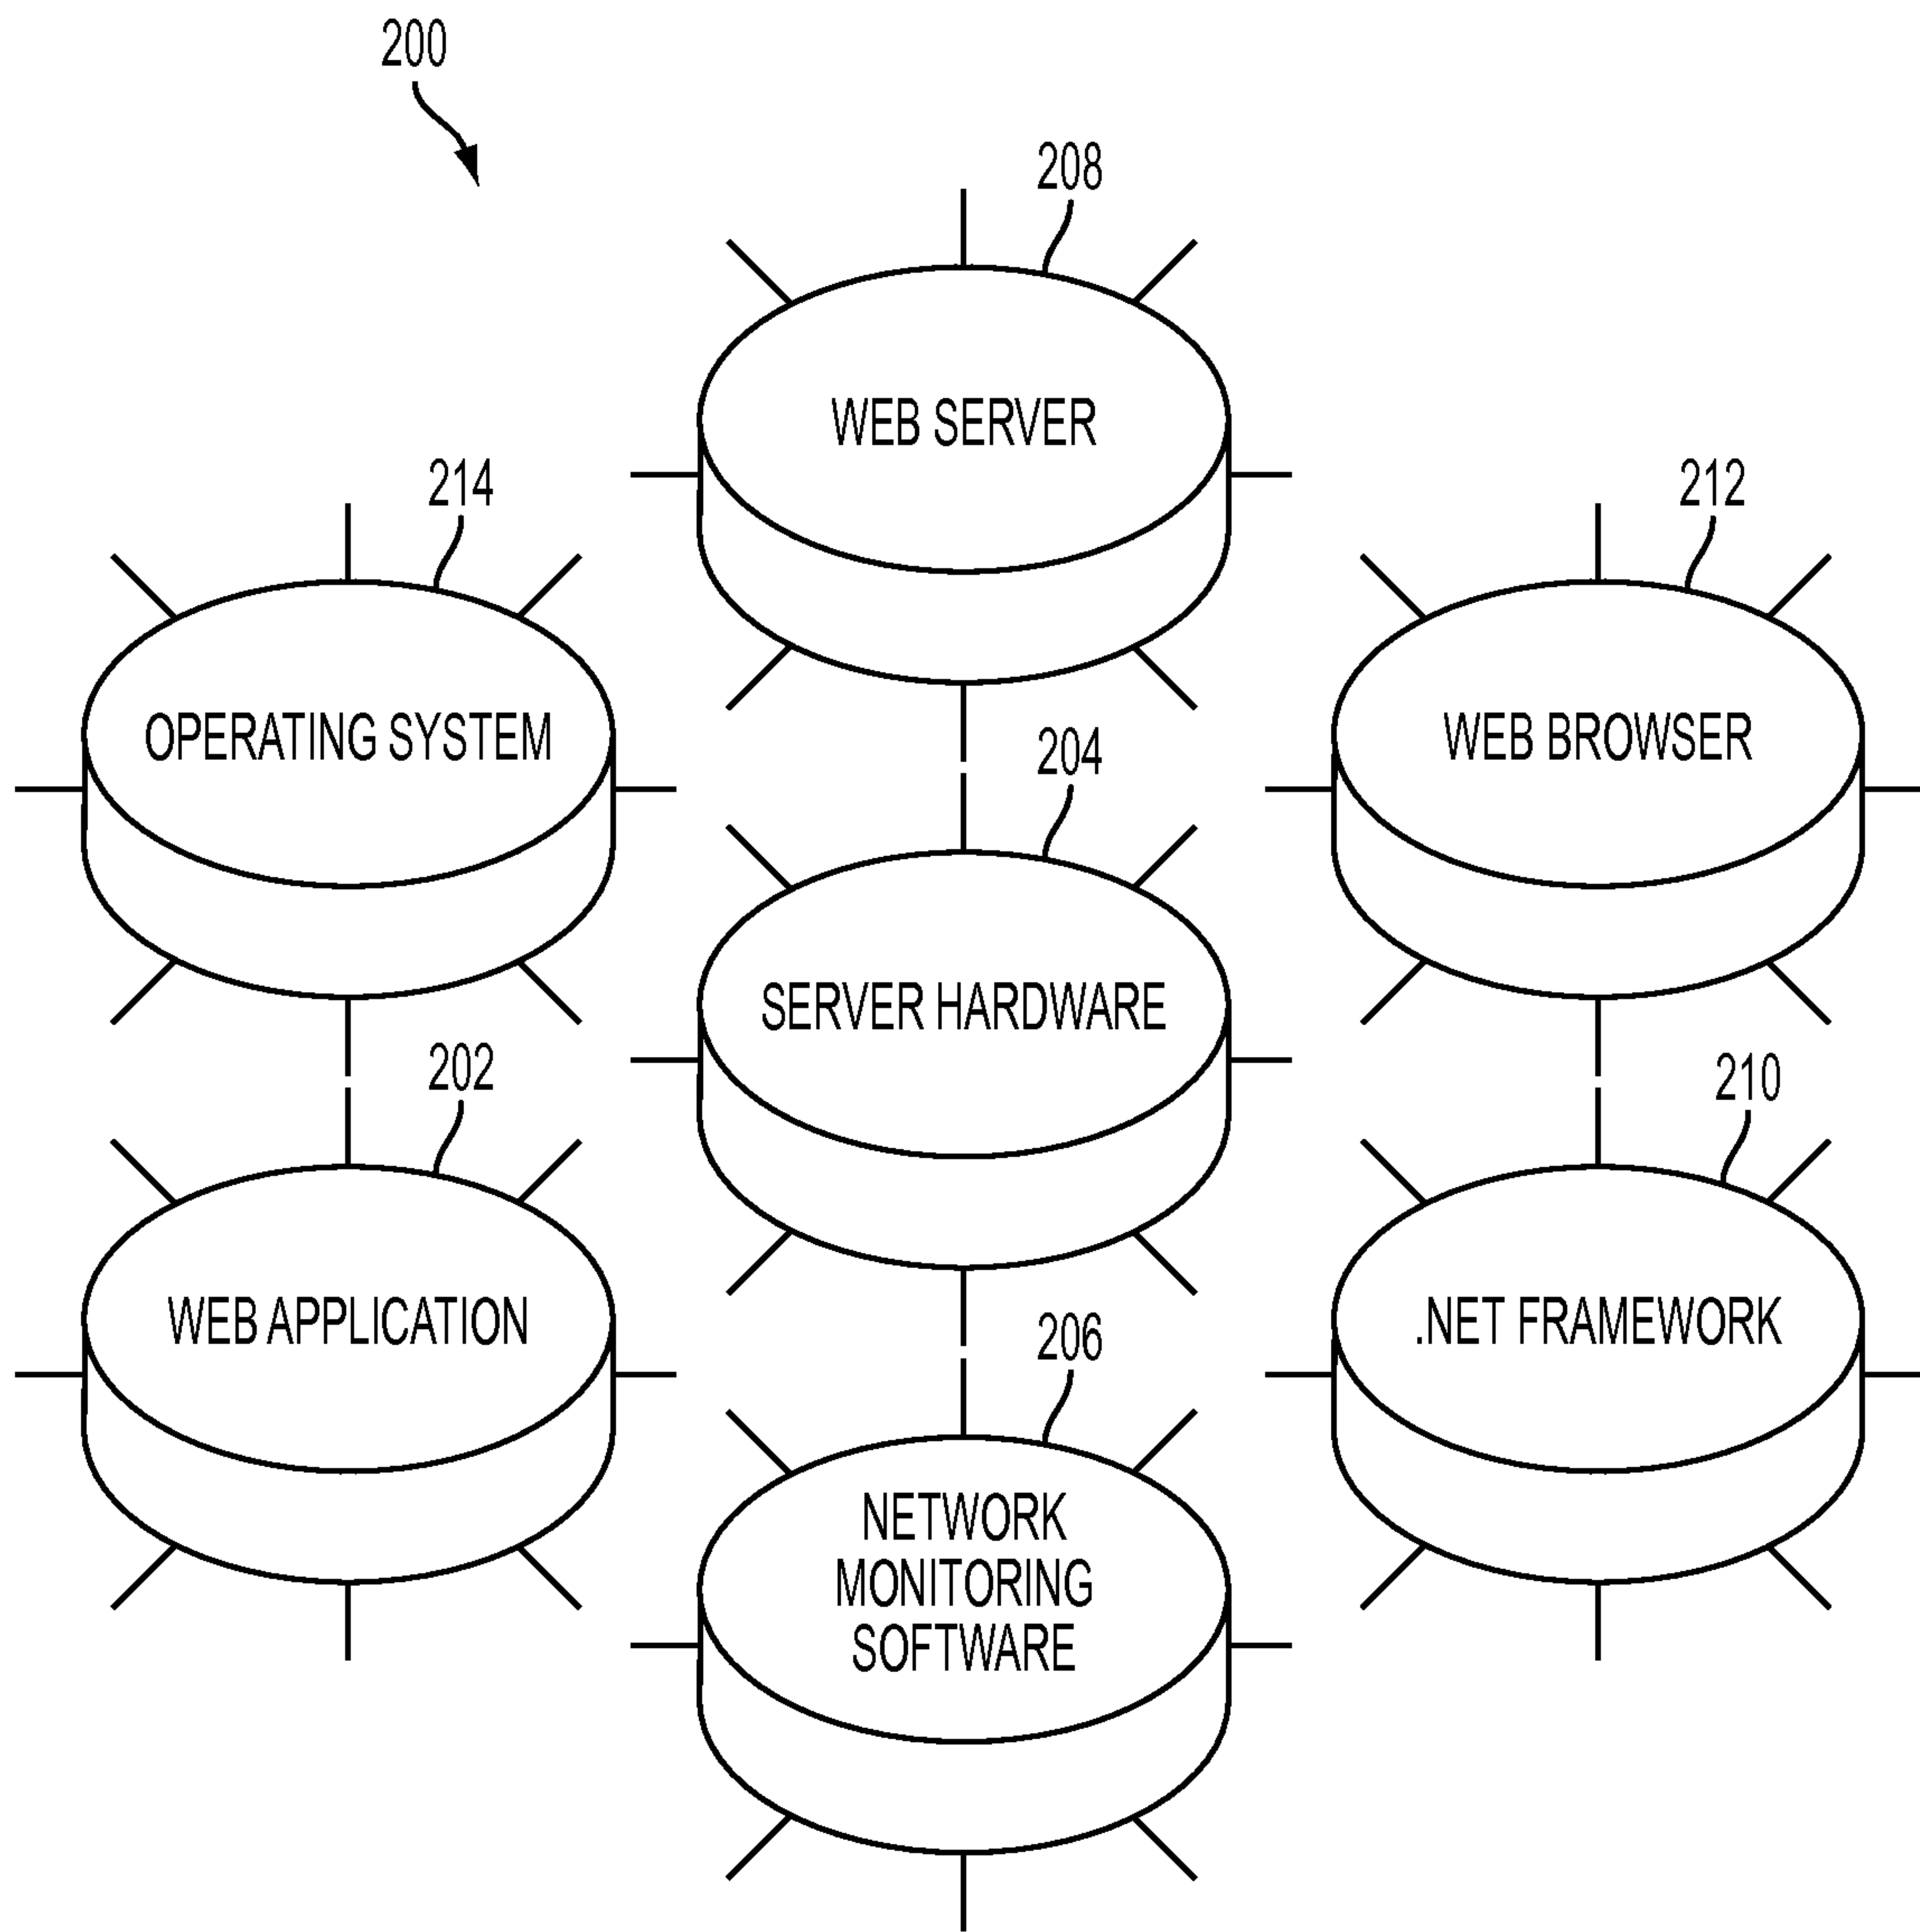 200
208
WEB SERVER
214
212
OPERATING SYSTEM
WEB BROWSER
204
SERVER HARDWARE
202
210
WEB APPLICATION
.NET FRAMEWORK
206
NETWORK
MONITORING
SOFTWARE